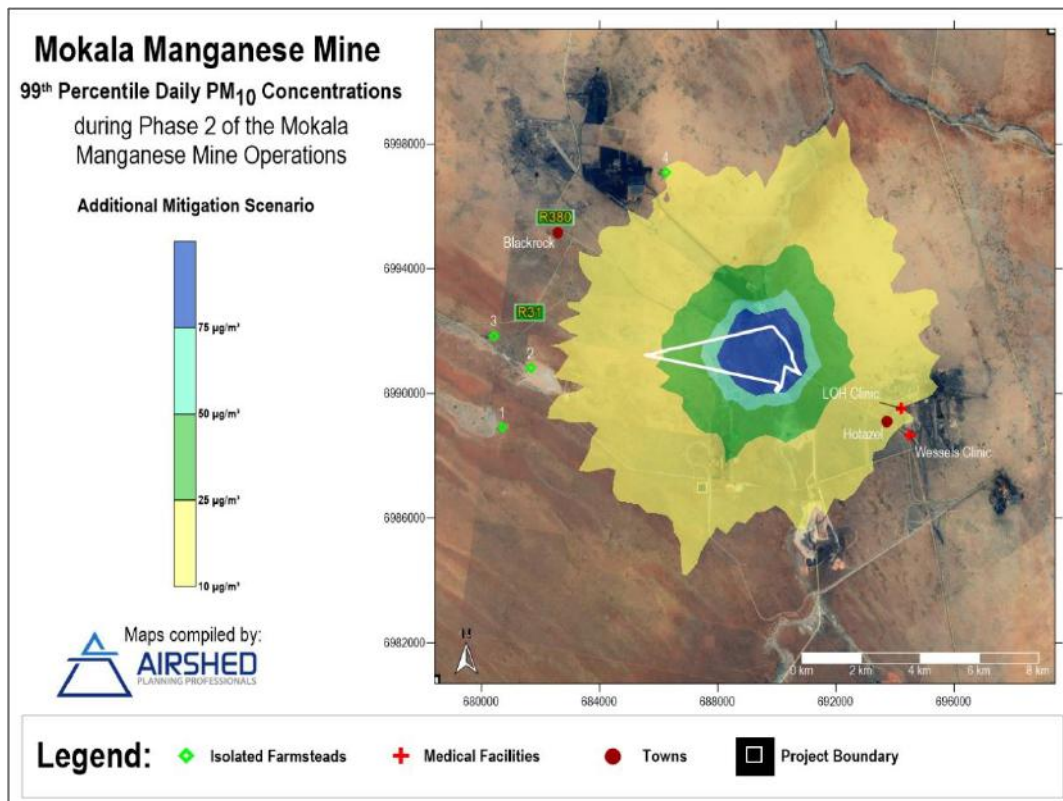 Mokala Manganese Mine
99th Percentile Daily PM10 Concentrations
during Phase 2 of the Mokala
Manganese Mine Operations
Additional Mitigation Scenario
75 µg/m³
50 µg/m³
25 µg/m³
10 µg/m³
Maps compiled by:
AIRSHED
PLANNING PROFESSIONALS
6998000
6994000
6990000
6986000
6982000
680000
684000
688000
692000
696000
4
R380
Blackrock
R31
3
2
1
LOH Clinic
Hotazel
Wessels Clinic
N
0 km
2 km
4 km
6 km
8 km
Legend:
Isolated Farmsteads
Medical Facilities
Towns
Project Boundary